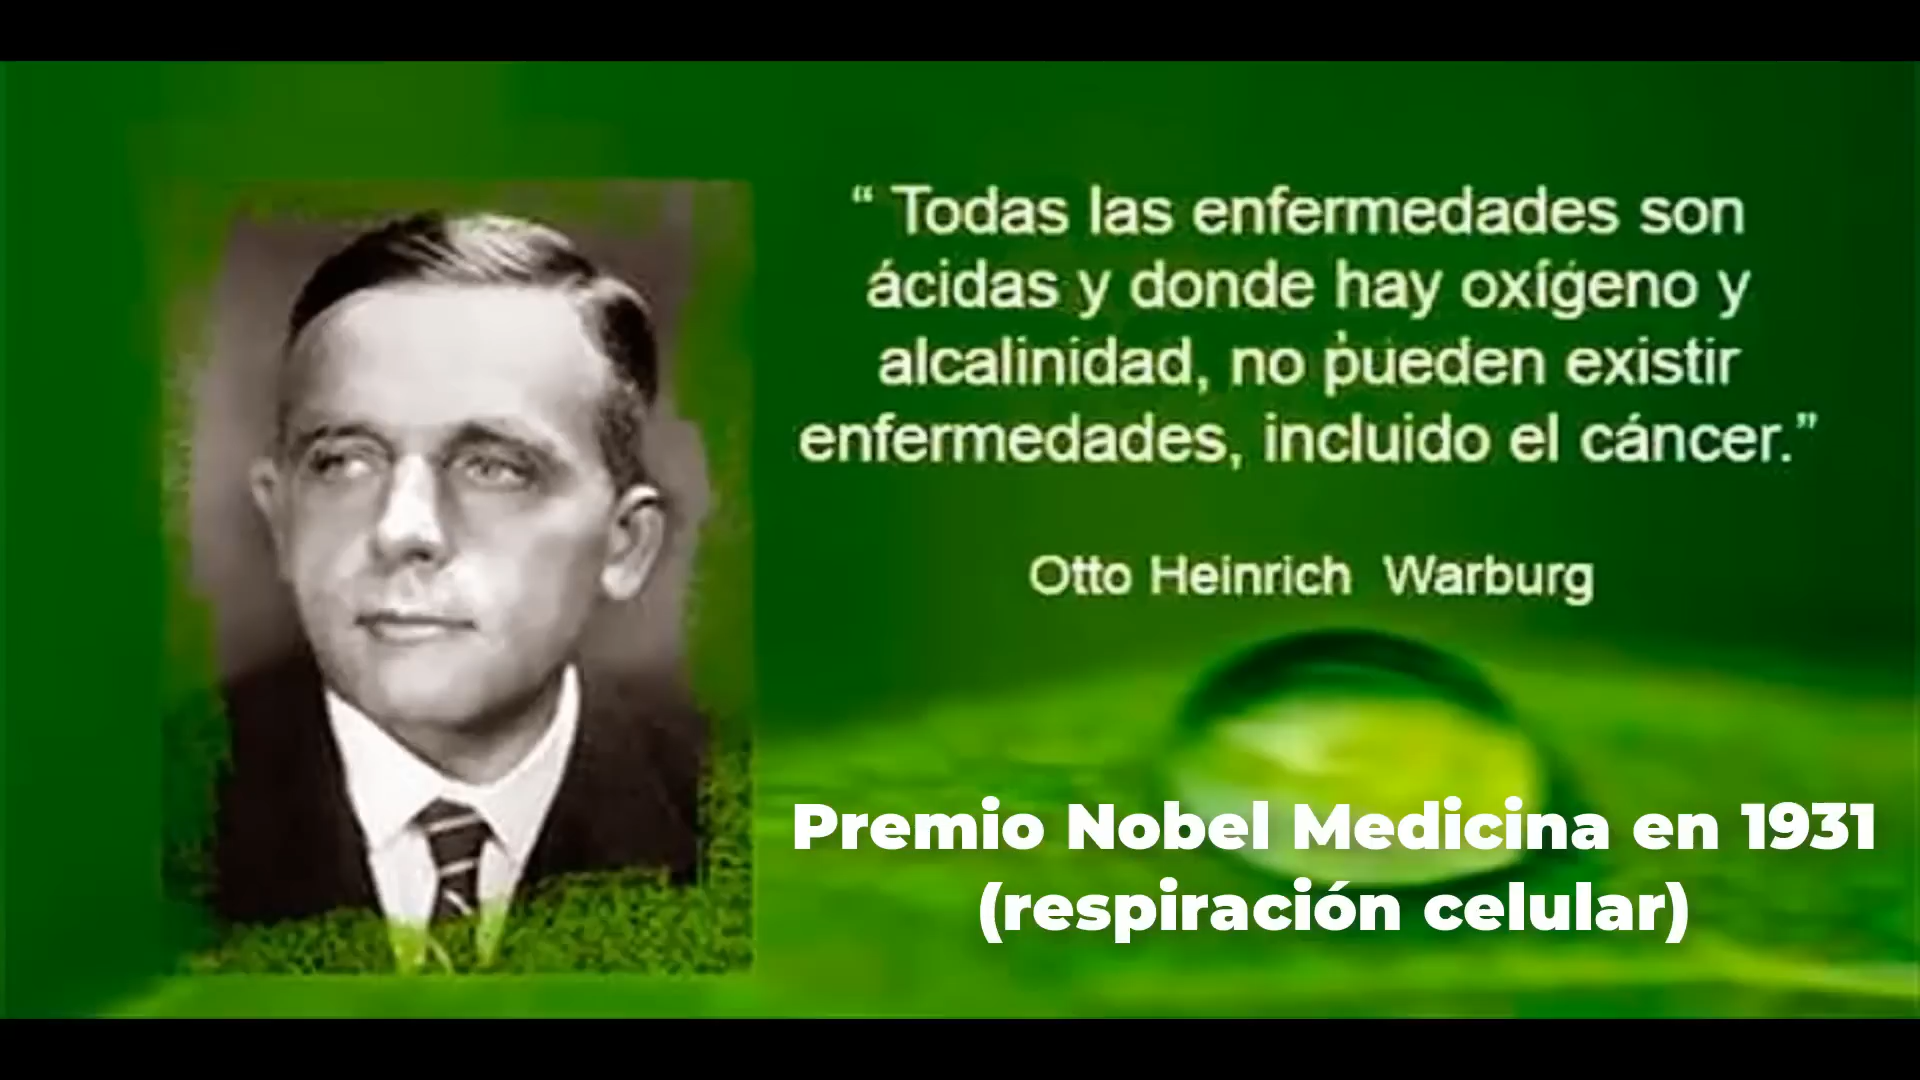 “ Todas las enfermedades son
ácidas y donde hay oxígeno y
alcalinidad, no pueden existir
enfermedades, incluido el cáncer.”
Otto Heinrich Warburg
Premio Nobel Medicina en 1931
(respiración celular)